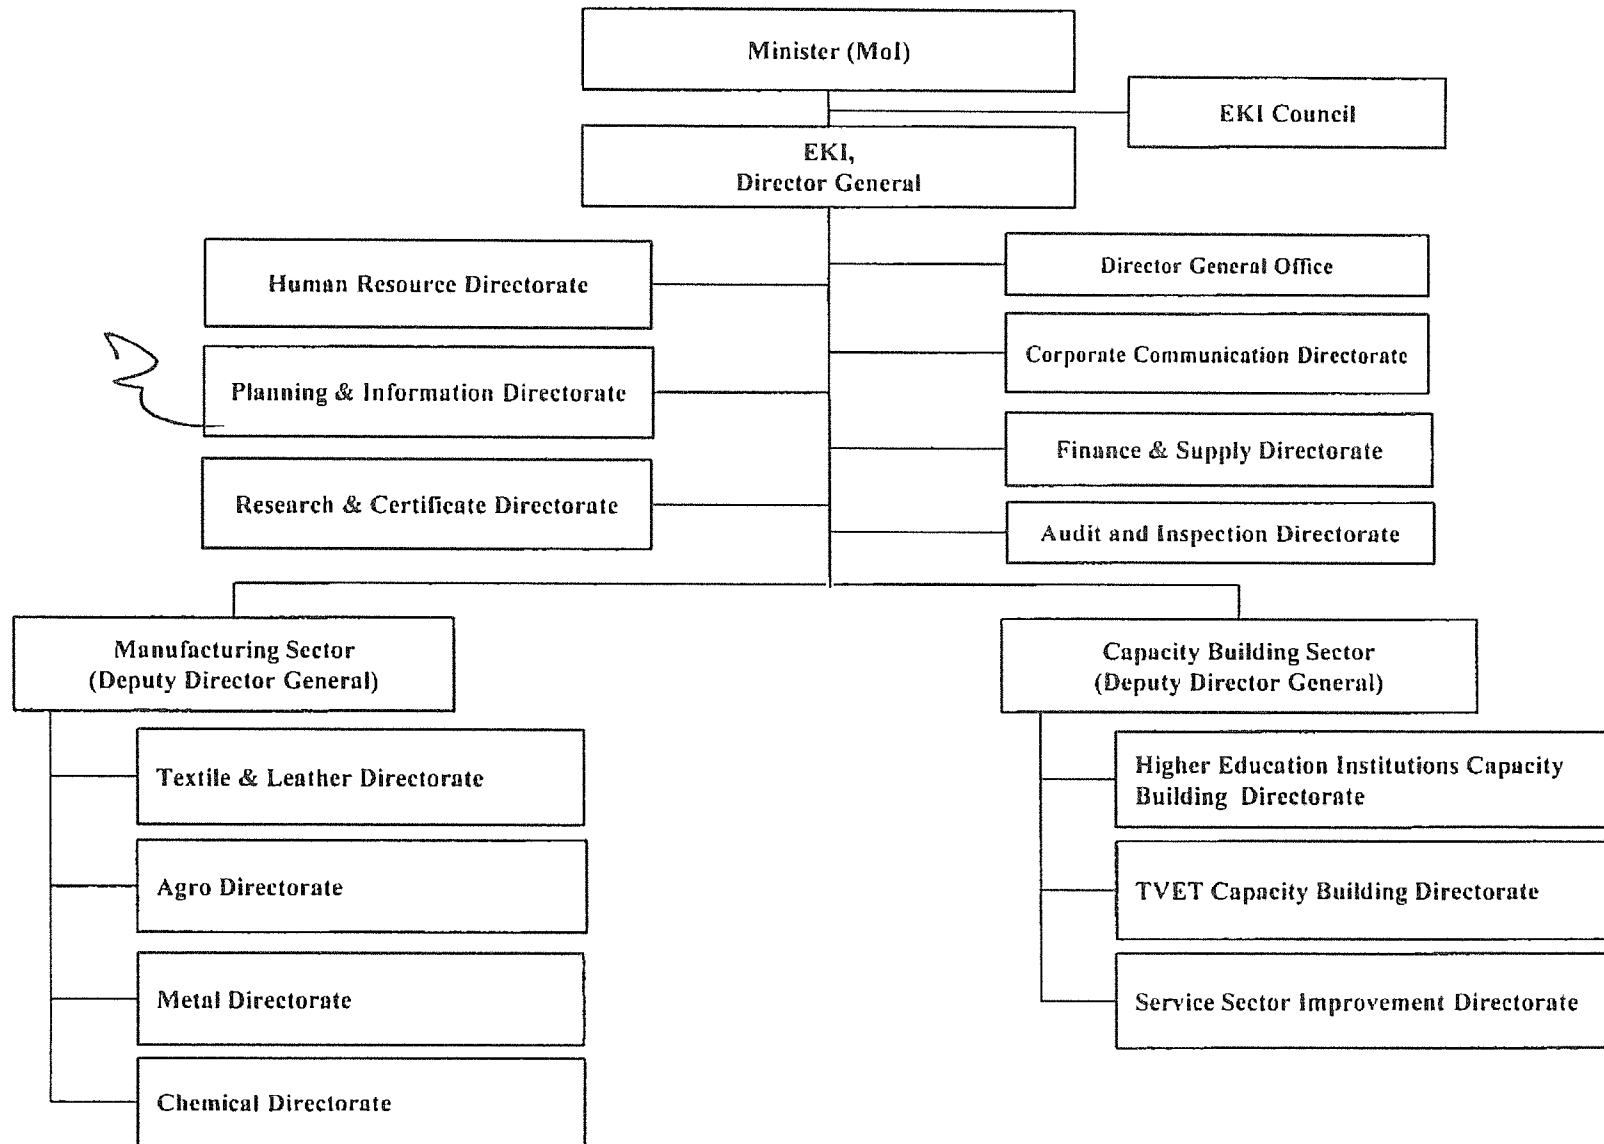 Minister (MoI)
EKI Council
EKI,
Director General
Human Resource Directorate
Director General Office
Planning & Information Directorate
Corporate Communication Directorate
Research & Certificate Directorate
Finance & Supply Directorate
Audit and Inspection Directorate
Manufacturing Sector
(Deputy Director General)
Textile & Leather Directorate
Agro Directorate
Metal Directorate
Chemical Directorate
Capacity Building Sector
(Deputy Director General)
Higher Education Institutions Capacity
Building Directorate
TVET Capacity Building Directorate
Service Sector Improvement Directorate